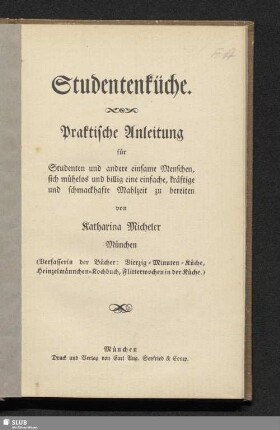 Studentenküche.
Praktische Anleitung
für
Studenten und andere einsame Menschen,
sich mühelos und billig eine einfache, kräftige
und schmackhafte Mahlzeit zu bereiten
von
Katharina Micheler
München
(Verfasserin der Bücher: Vierzig-Minuten-Küche,
Heinzelmännchen-Kochbuch, Flitterwochen in der Küche.)
München
Druck und Verlag von Carl Aug. Seyfried & Comp.
SLUB